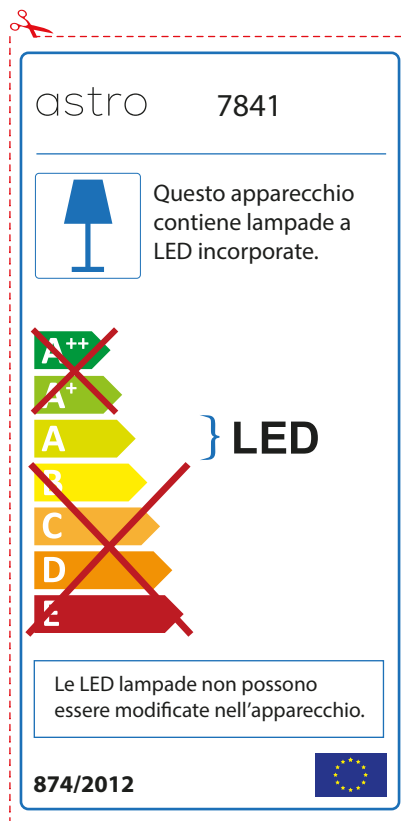 astro 7841
Questo apparecchio
contiene lampade a
LED incorporate.
A++
A+
A
LED
B
C
D
E
Le LED lampade non possono
essere modificate nell'apparecchio.
874/2012